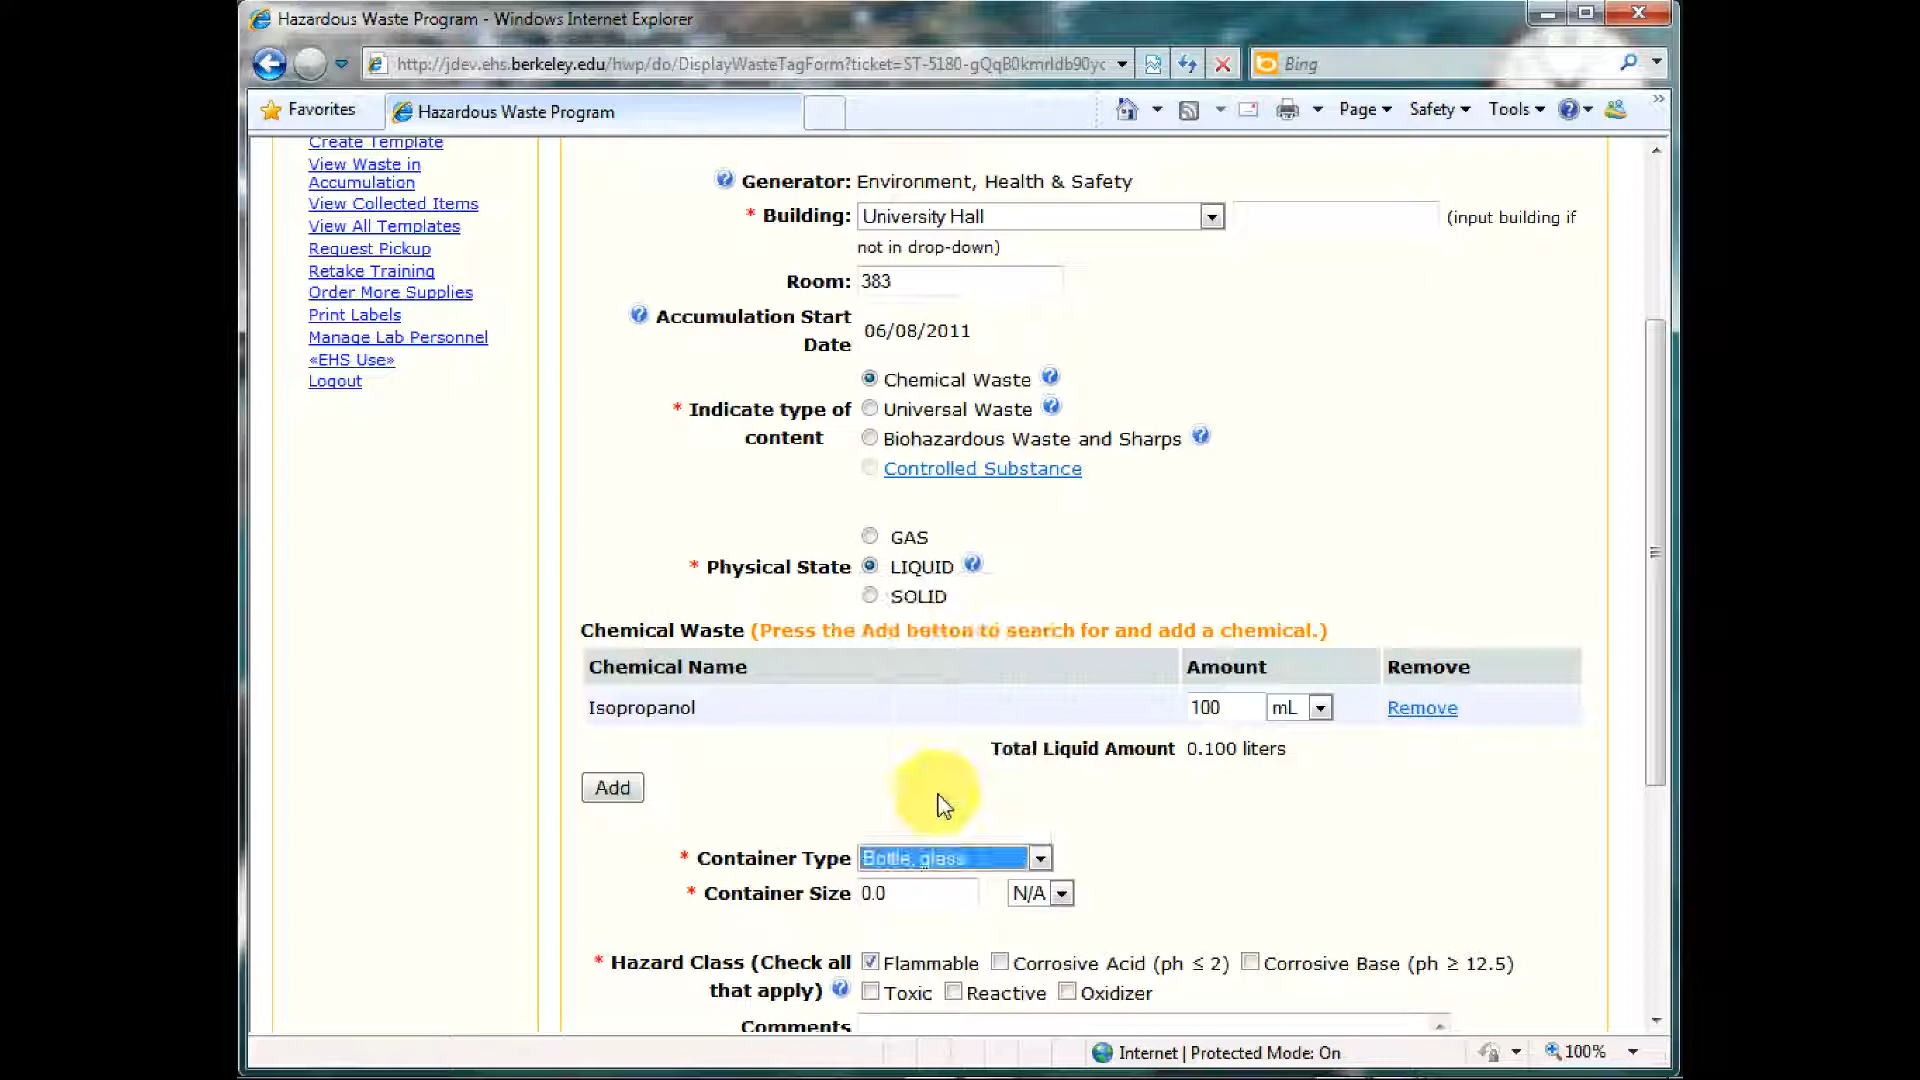 Hazardous Waste Program - Windows Internet Explorer
http://jdev.ehs.berkeley.edu/hwp/do/DisplayWasteTagForm?ticket=ST-5180-
Bing
Favorites
Hazardous Waste Program
Page
Safety
Tools
Create Template
View Waste in
Accumulation
View Collected Items
View All Templates
Request Pickup
Retake Training
Order More Supplies
Print Labels
Manage Lab Personnel
«EHS Use»
Logout
Generator: Environment, Health & Safety
* Building: University Hall (input building if
not in drop-down)
Room: 383
Accumulation Start
Date
06/08/2011
Chemical Waste
* Indicate type of
content
Universal Waste
Biohazardous Waste and Sharps
Controlled Substance
GAS
* Physical State LIQUID
SOLID
Chemical Waste (Press the Add button to search for and add a chemical.)
Chemical Name Amount Remove
Isopropanol 100 mL Remove
Total Liquid Amount 0.100 liters
Add
* Container Type Bottle, glass
* Container Size 0.0 N/A
* Hazard Class (Check all
that apply)
Flammable Corrosive Acid (ph ≤ 2) Corrosive Base (ph ≥ 12.5)
Toxic Reactive Oxidizer
Comments
Internet | Protected Mode: On
100%